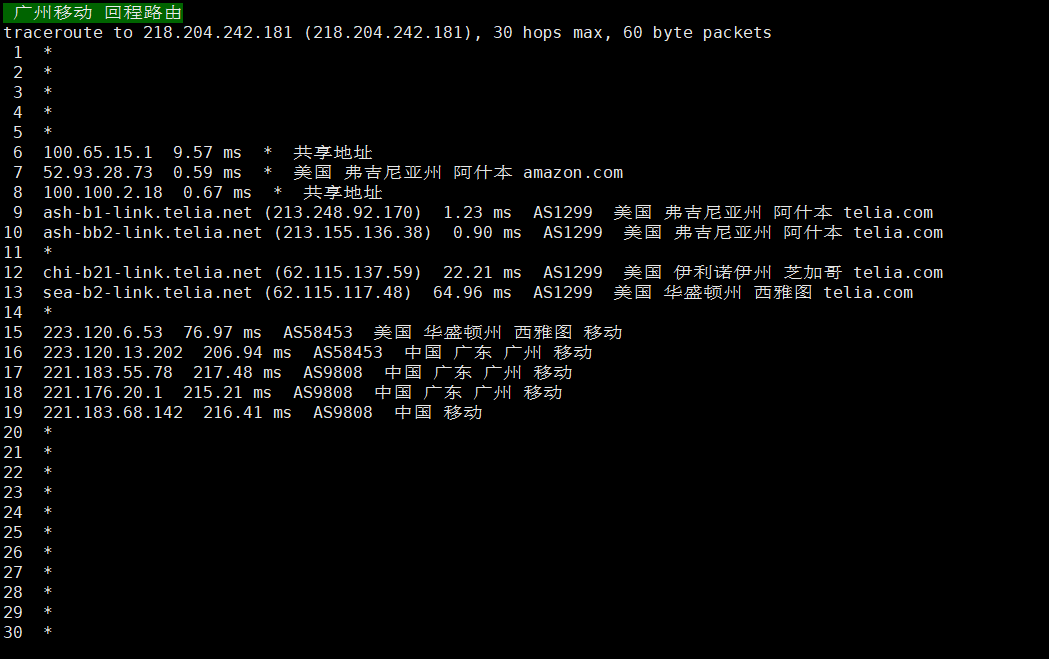 广州移动 回程路由
traceroute to 218.204.242.181 (218.204.242.181), 30 hops max, 60 byte packets
1 *
2 *
3 *
4 *
5 *
6 100.65.15.1 9.57 ms * 共享地址
7 52.93.28.73 0.59 ms * 美国 弗吉尼亚州 阿什本 amazon.com
8 100.100.2.18 0.67 ms * 共享地址
9 ash-b1-link.telia.net (213.248.92.170) 1.23 ms AS1299 美国 弗吉尼亚州 阿什本 telia.com
10 ash-bb2-link.telia.net (213.155.136.38) 0.90 ms AS1299 美国 弗吉尼亚州 阿什本 telia.com
11 *
12 chi-b21-link.telia.net (62.115.137.59) 22.21 ms AS1299 美国 伊利诺伊州 芝加哥 telia.com
13 sea-b2-link.telia.net (62.115.117.48) 64.96 ms AS1299 美国 华盛顿州 西雅图 telia.com
14 *
15 223.120.6.53 76.97 ms AS58453 美国 华盛顿州 西雅图 移动
16 223.120.13.202 206.94 ms AS58453 中国 广东 广州 移动
17 221.183.55.78 217.48 ms AS9808 中国 广东 广州 移动
18 221.176.20.1 215.21 ms AS9808 中国 广东 广州 移动
19 221.183.68.142 216.41 ms AS9808 中国 移动
20 *
21 *
22 *
23 *
24 *
25 *
26 *
27 *
28 *
29 *
30 *